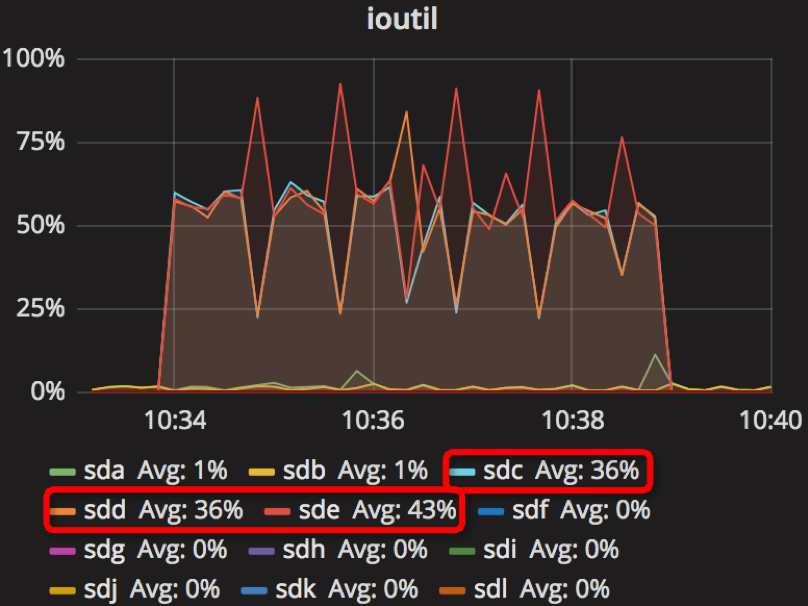 ioutil
100%
75%
50%
25%
0%
10:34 10:36 10:38 10:40
sda Avg: 1% sdb Avg: 1% sdc Avg: 36%
sdd Avg: 36% sde Avg: 43% sdf Avg: 0%
sdg Avg: 0% sdh Avg: 0% sdi Avg: 0%
sdj Avg: 0% sdk Avg: 0% sdl Avg: 0%